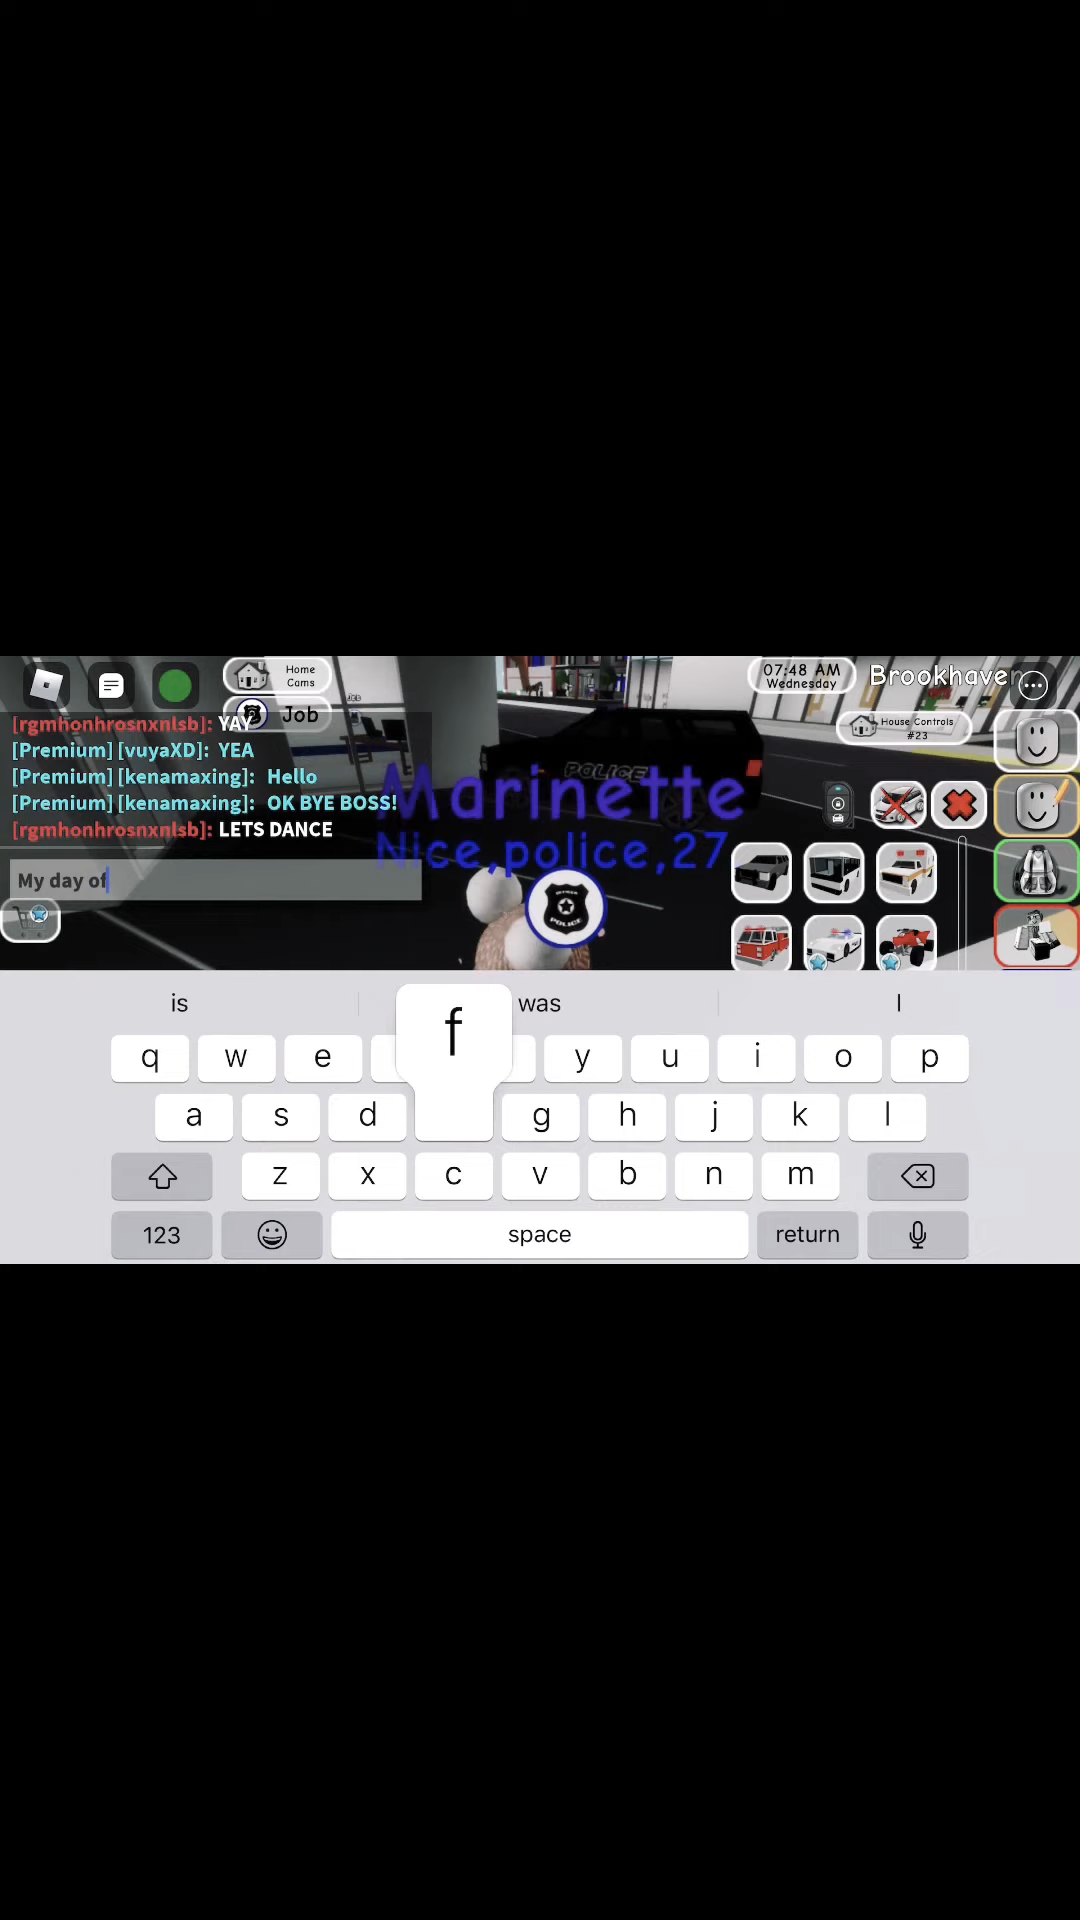 Home
Cams
Job
07:48 AM
Wednesday
Brookhaven
House Controls
#23
[rgmhonhrosnxnlsb]: YAY
[Premium] [vuyaXD]: YEA
[Premium] [kenamaxing]: Hello
[Premium] [kenamaxing]: OK BYE BOSS!
[rgmhonhrosnxnlsb]: LETS DANCE
POLICE
Marinette
Nice,police,27
POLICE
My day of
is was I
f
q w e y u i o p
a s d g h j k l
z x c v b n m
123 space return